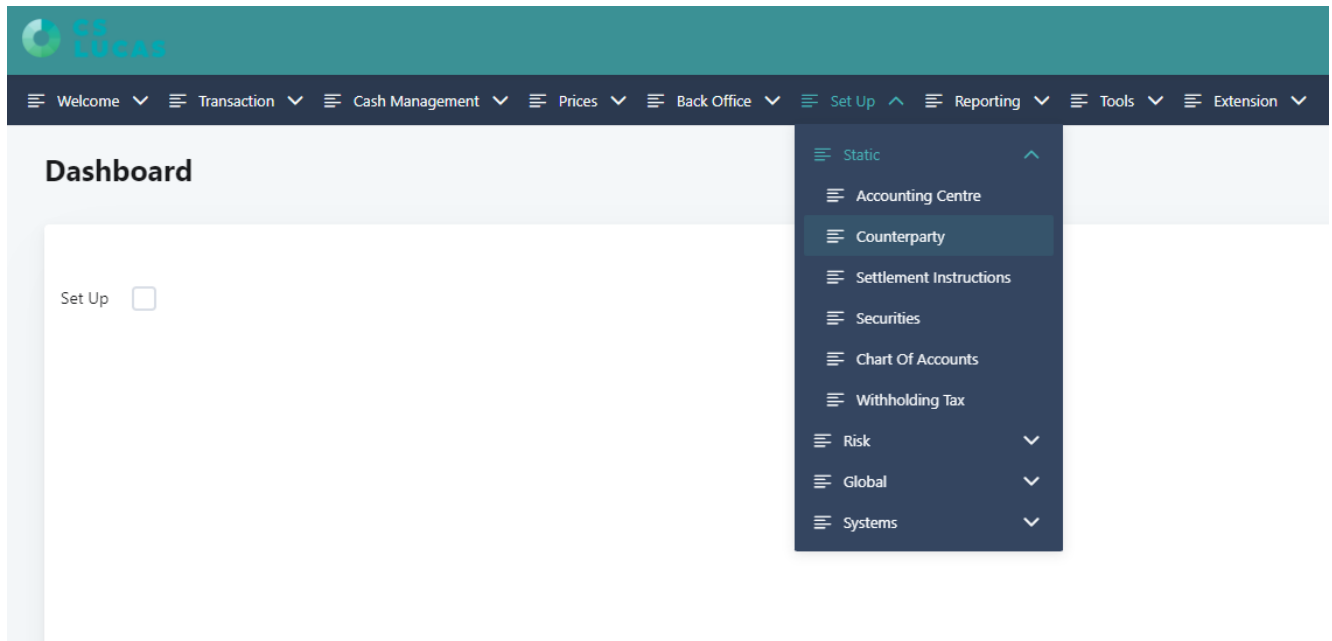 CS
LUCAS
Welcome Transaction Cash Management Prices Back Office Set Up Reporting Tools Extension
Dashboard
Static
Accounting Centre
Counterparty
Set Up
Settlement Instructions
Securities
Chart Of Accounts
Withholding Tax
Risk
Global
Systems